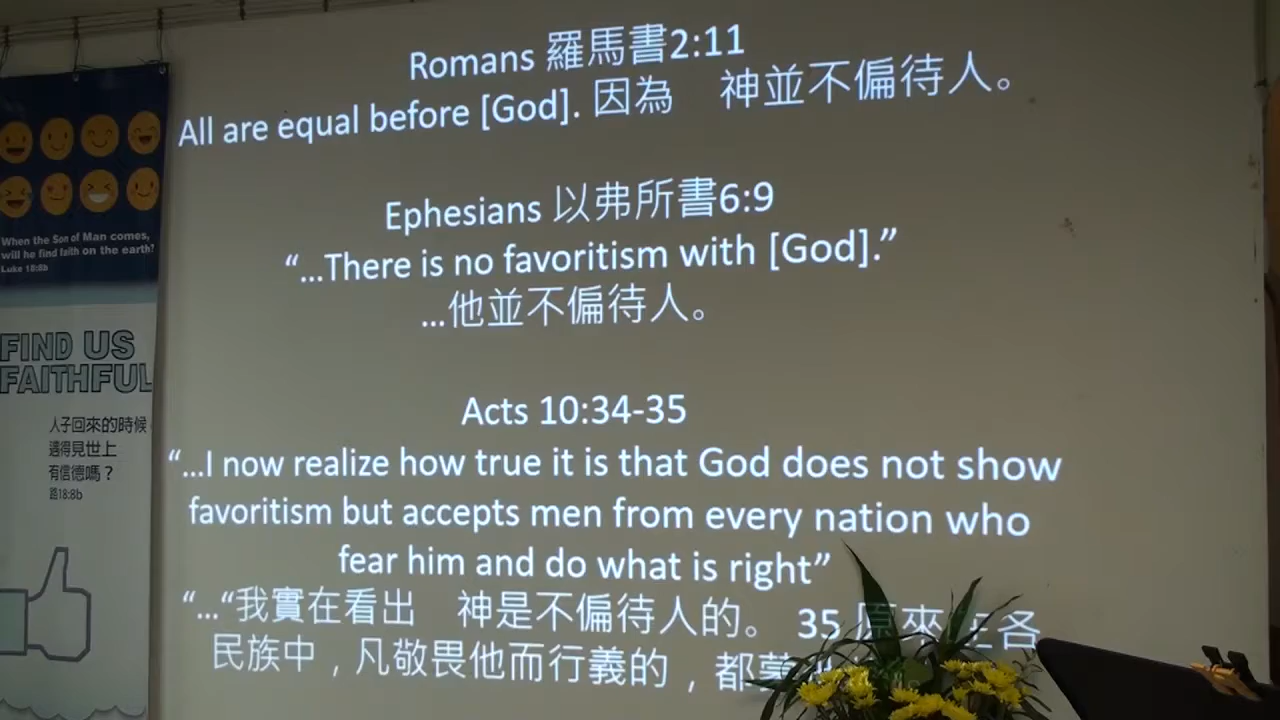 Romans 羅馬書2:11
All are equal before [God]. 因為　神並不偏待人。
Ephesians 以弗所書6:9
“...There is no favoritism with [God].”
...他並不偏待人。
Acts 10:34-35
“...I now realize how true it is that God does not show
favoritism but accepts men from every nation who
fear him and do what is right”
“...“我實在看出　神是不偏待人的。 35 原來在各
民族中，凡敬畏他而行義的，都蒙
When the Son of Man comes,
will he find faith on the earth?
Luke 18:8b
FIND US
FAITHFUL
人子回來的時候
遇得見世上
有信德嗎？
路18:8b